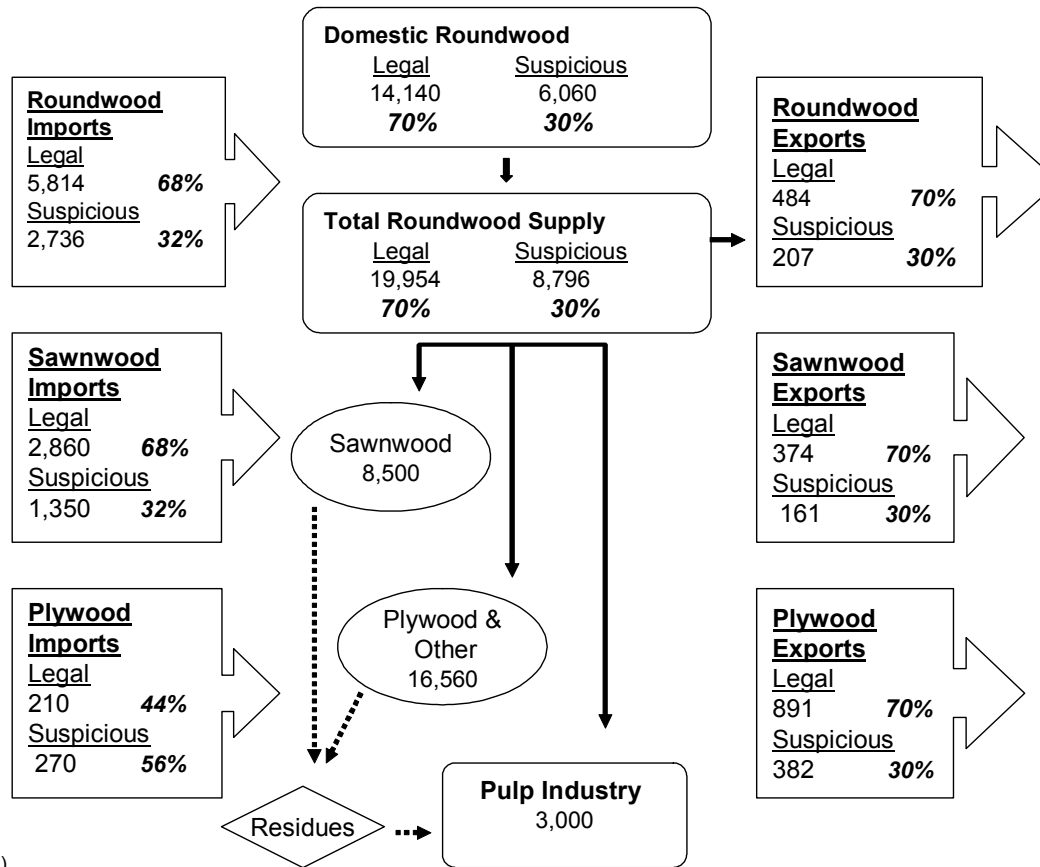 Domestic Roundwood
Legal Suspicious
14,140 6,060
70% 30%
Roundwood
Imports
Legal
5,814 68%
Suspicious
2,736 32%
Total Roundwood Supply
Legal Suspicious
19,954 8,796
70% 30%
Roundwood
Exports
Legal
484 70%
Suspicious
207 30%
Sawnwood
Imports
Legal
2,860 68%
Suspicious
1,350 32%
Sawnwood
8,500
Sawnwood
Exports
Legal
374 70%
Suspicious
161 30%
Plywood
Imports
Legal
210 44%
Suspicious
270 56%
Plywood &
Other
16,560
Plywood
Exports
Legal
891 70%
Suspicious
382 30%
Residues
Pulp Industry
3,000
)